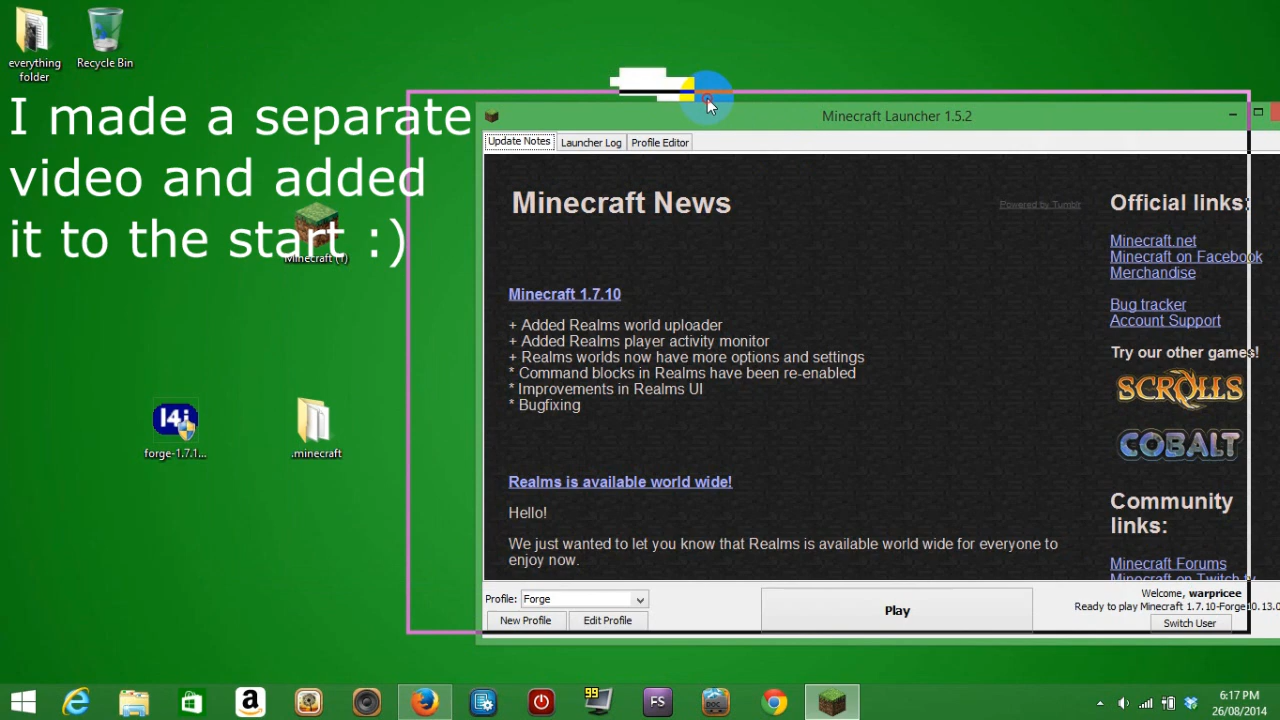 everything
folder
Recycle Bin
I made a separate
video and added
it to the start :)
Minecraft (1)
forge-1.7.1...
.minecraft
Minecraft Launcher 1.5.2
Update Notes
Launcher Log
Profile Editor
Minecraft News
Powered by Tumblr
Minecraft 1.7.10
+ Added Realms world uploader
+ Added Realms player activity monitor
+ Realms worlds now have more options and settings
* Command blocks in Realms have been re-enabled
* Improvements in Realms UI
* Bugfixing
Realms is available world wide!
Hello!
We just wanted to let you know that Realms is available world wide for everyone to
enjoy now.
Official links:
Minecraft.net
Minecraft on Facebook
Merchandise
Bug tracker
Account Support
Try our other games!
SCROLLS
COBALT
Community
links:
Minecraft Forums
Minecraft on Twitch.tv
Profile: Forge
New Profile
Edit Profile
Play
Welcome, warpricee
Ready to play Minecraft 1.7.10-Forge10.13.0
Switch User
99
FS
6:17 PM
26/08/2014